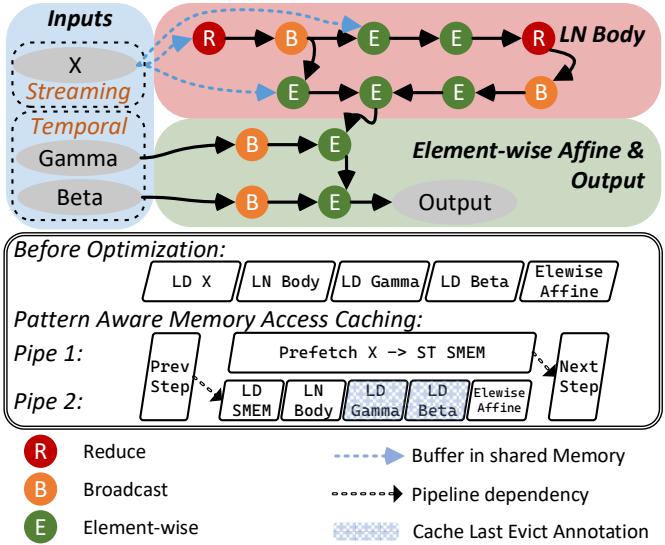 Inputs
X
Streaming
Temporal
Gamma
Beta
R B E E R LN Body
E E E B
B E Element-wise Affine &
Output
B E Output
Before Optimization:
LD X LN Body LD Gamma LD Beta Elewise
Affine
Pattern Aware Memory Access Caching:
Pipe 1:
Prev
Step
Prefetch X -> ST SMEM
Next
Step
Pipe 2:
LD
SMEM
LN
Body
LD
Gamma
LD
Beta
Elewise
Affine
R Reduce
B Broadcast
E Element-wise
Buffer in shared Memory
Pipeline dependency
Cache Last Evict Annotation